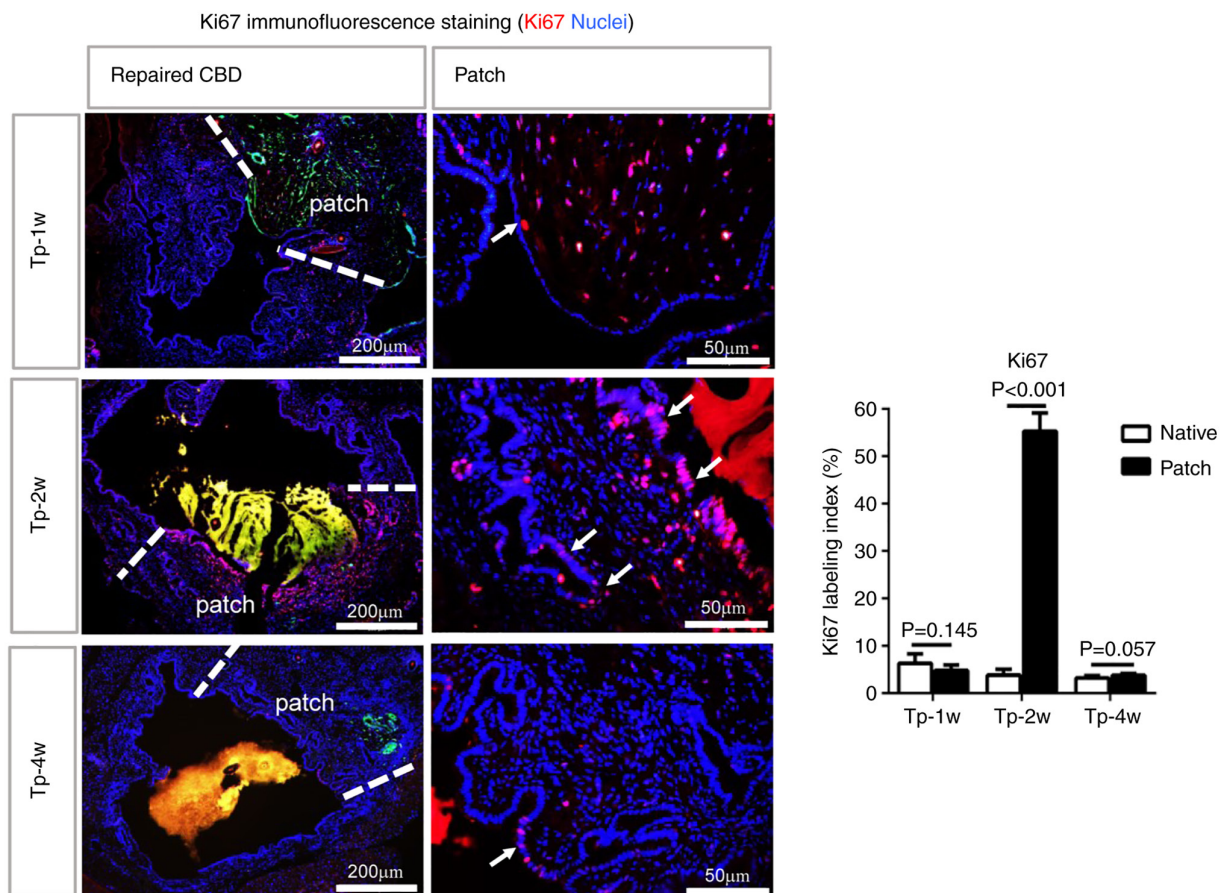 Ki67 immunofluorescence staining (Ki67 Nuclei)
Repaired CBD
Patch
Tp-1w
patch
200μm
50μm
Tp-2w
patch
200μm
50μm
Tp-4w
patch
200μm
50μm
Ki67
P<0.001
Ki67 labeling index (%)
60
50
40
30
20
10
0
P=0.145
P=0.057
Native
Patch
Tp-1w
Tp-2w
Tp-4w